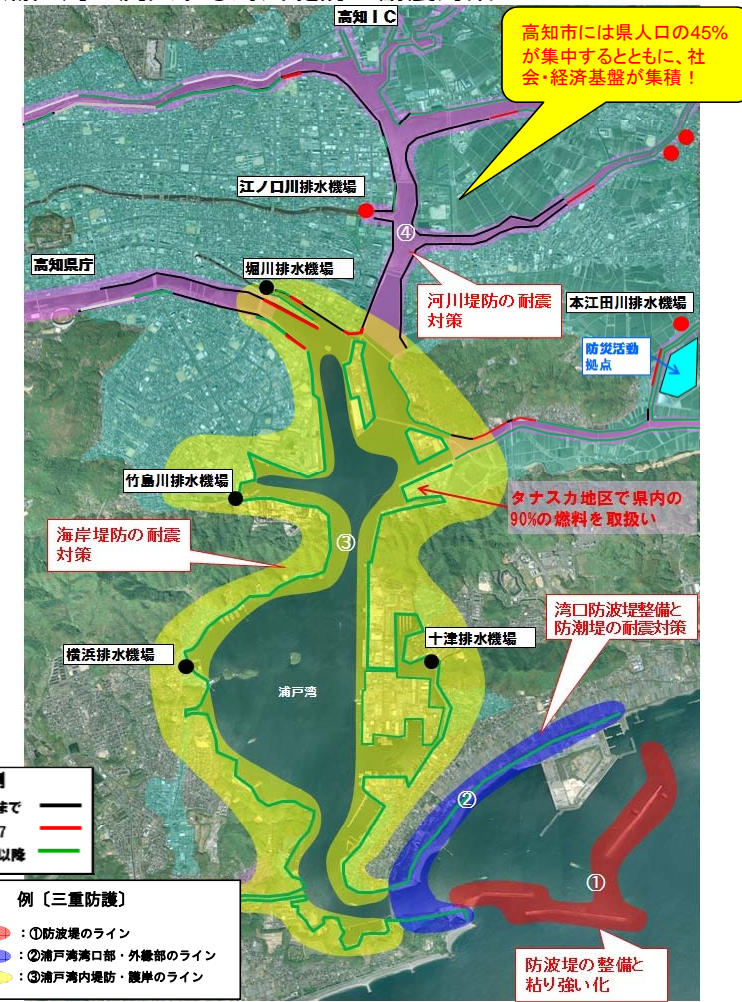 高知ＩＣ
高知市には県人口の45%
が集中するとともに、社
会・経済基盤が集積！
江ノ口川排水機場
④
高知県庁
堀川排水機場
河川堤防の耐震
対策
本江田川排水機場
防災活動
拠点
竹島川排水機場
タナスカ地区で県内の
90%の燃料を取扱い
海岸堤防の耐震
対策
③
湾口防波堤整備と
防潮堤の耐震対策
十津排水機場
横浜排水機場
浦戸湾
②
まで
7
以降
①
例〔三重防護〕
：①防波堤のライン
：②浦戸湾湾口部・外縁部のライン
：③浦戸湾内堤防・護岸のライン
防波堤の整備と
粘り強い化